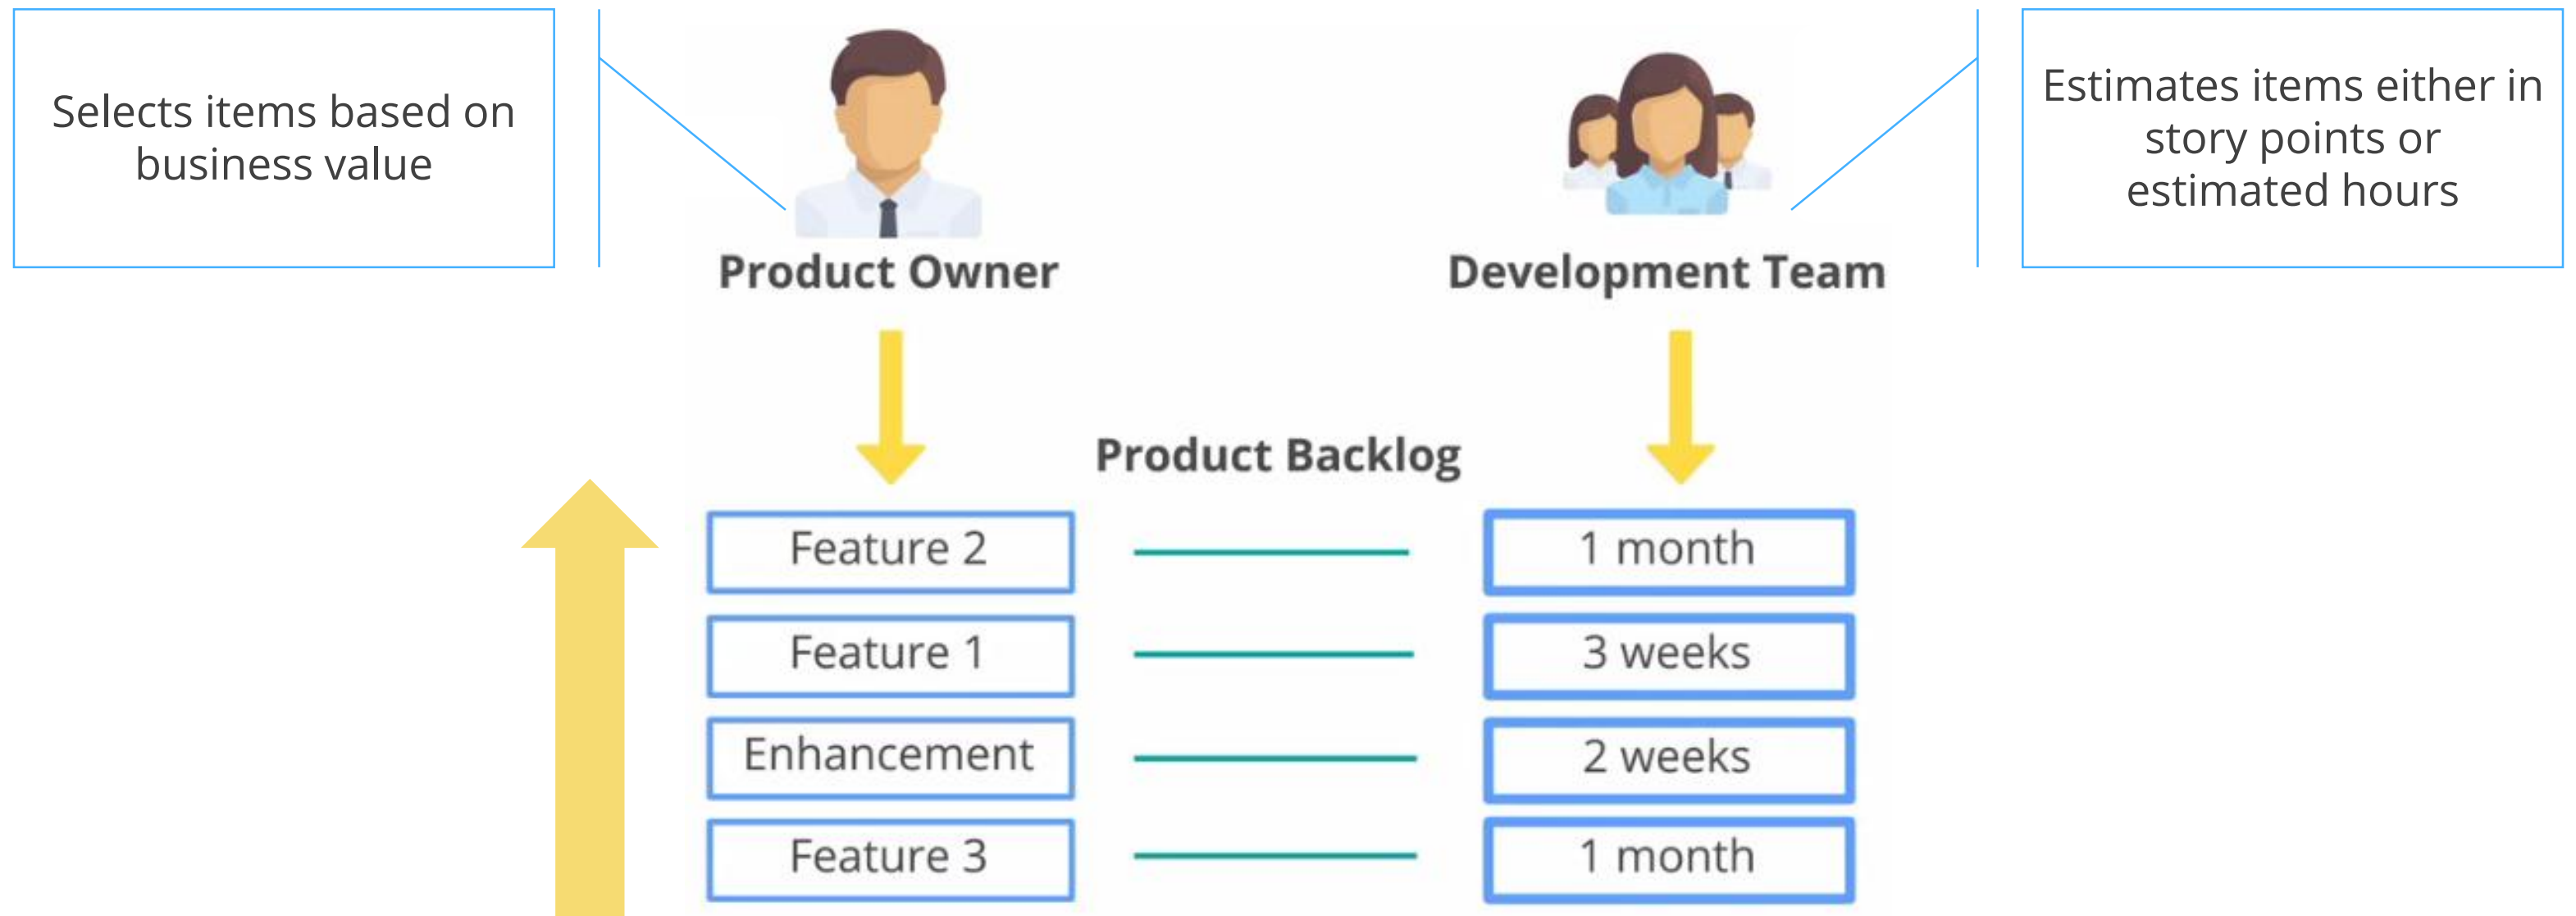 Selects items based on
business value
Estimates items either in
story points or
estimated hours
Product Owner
Development Team
Product Backlog
Feature 2
1 month
Feature 1
3 weeks
Enhancement
2 weeks
Feature 3
1 month